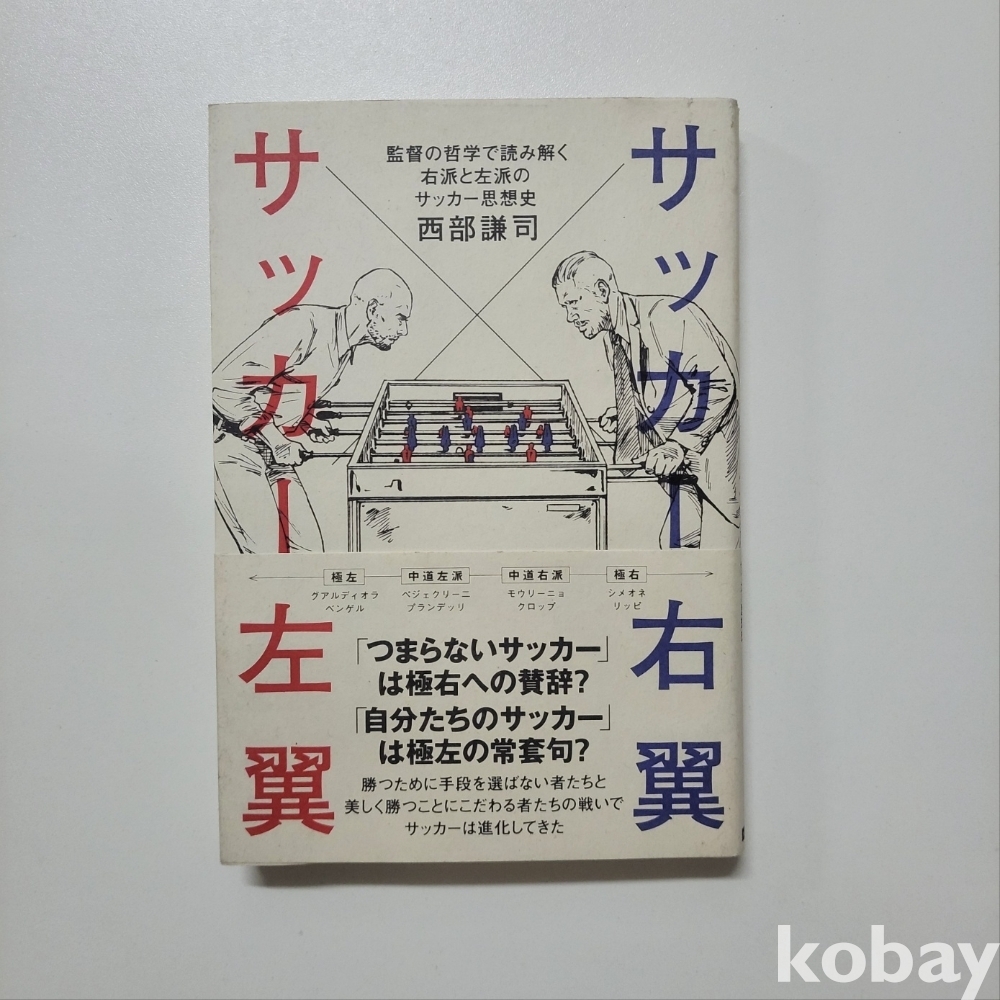 サッカー右翼
サッカー左翼
監督の哲学で読み解く
右派と左派の
サッカー思想史
西部謙司
極左
中道左派
中道右派
極右
グアルディオラ
ベンゲル
ペジェグリーニ
プランデッリ
モウリーニョ
クロップ
シメオネ
リッピ
「つまらないサッカー」
は極右への賛辞?
「自分たちのサッカー」
は極左の常套句?
勝つために手段を選ばない者たちと
美しく勝つことにこだわる者たちの戦いで
サッカーは進化してきた
kobay